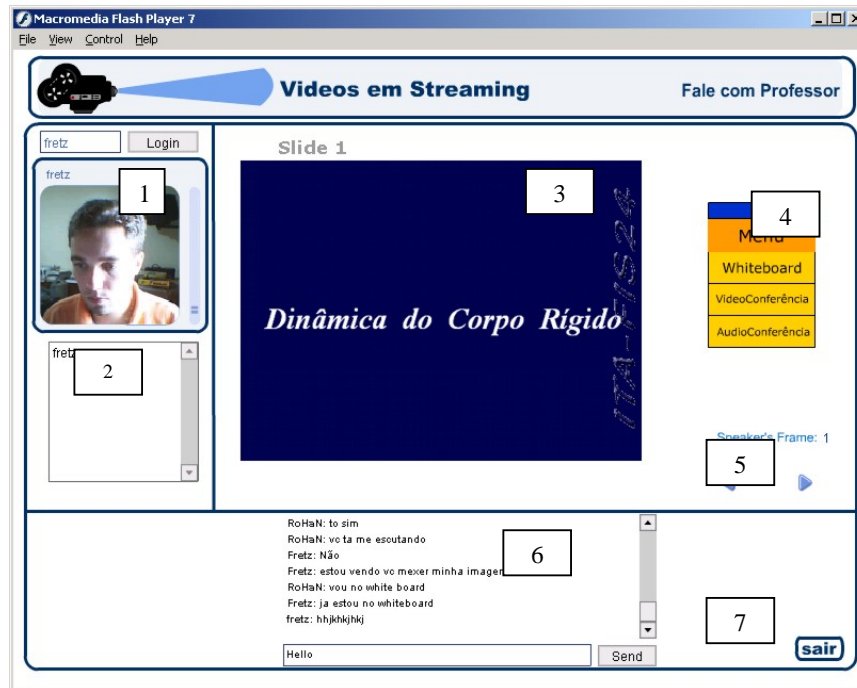 Macromedia Flash Player 7
File View Control Help
Videos em Streaming
Fale com Professor
fretz
Login
fretz
1
fretz
2
Slide 1
3
Dinâmica do Corpo Rígido
ITA-FIS24
4
Menu
Whiteboard
VideoConferência
AudioConferência
Speaker's Frame: 1
5
RoHaN: to sim
RoHaN: vc ta me escutando
Fretz: Não
Fretz: estou vendo vc mexer minha imagem
RoHaN: vou no white board
Fretz: ja estou no whiteboard
fretz: hhjkhkjhkj
6
Hello
Send
7
sair